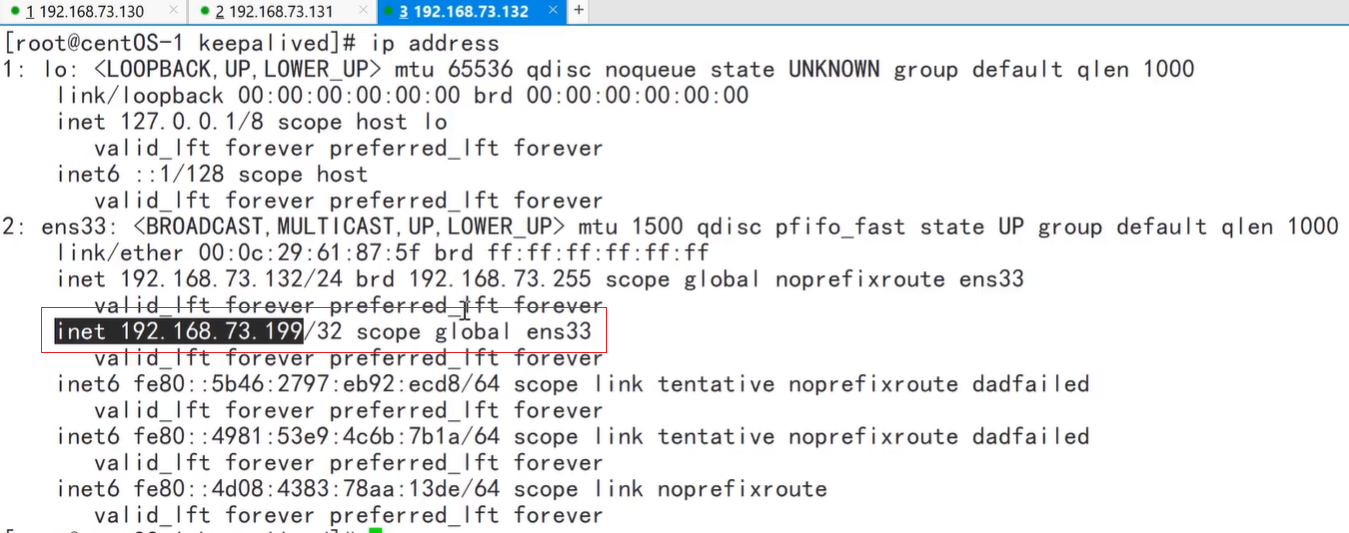 1 192.168.73.130 × 2 192.168.73.131 × 3 192.168.73.132 × +
[root@centOS-1 keepalived]# ip address
1: lo: <LOOPBACK,UP,LOWER_UP> mtu 65536 qdisc noqueue state UNKNOWN group default qlen 1000
link/loopback 00:00:00:00:00:00 brd 00:00:00:00:00:00
inet 127.0.0.1/8 scope host lo
valid_lft forever preferred_lft forever
inet6 ::1/128 scope host
valid_lft forever preferred_lft forever
2: ens33: <BROADCAST,MULTICAST,UP,LOWER_UP> mtu 1500 qdisc pfifo_fast state UP group default qlen 1000
link/ether 00:0c:29:61:87:5f brd ff:ff:ff:ff:ff:ff
inet 192.168.73.132/24 brd 192.168.73.255 scope global noprefixroute ens33
valid_lft forever preferred_lft forever
inet 192.168.73.199/32 scope global ens33
valid_lft forever preferred_lft forever
inet6 fe80::5b46:2797:eb92:ecd8/64 scope link tentative noprefixroute dadfailed
valid_lft forever preferred_lft forever
inet6 fe80::4981:53e9:4c6b:7b1a/64 scope link tentative noprefixroute dadfailed
valid_lft forever preferred_lft forever
inet6 fe80::4d08:4383:78aa:13de/64 scope link noprefixroute
valid_lft forever preferred_lft forever